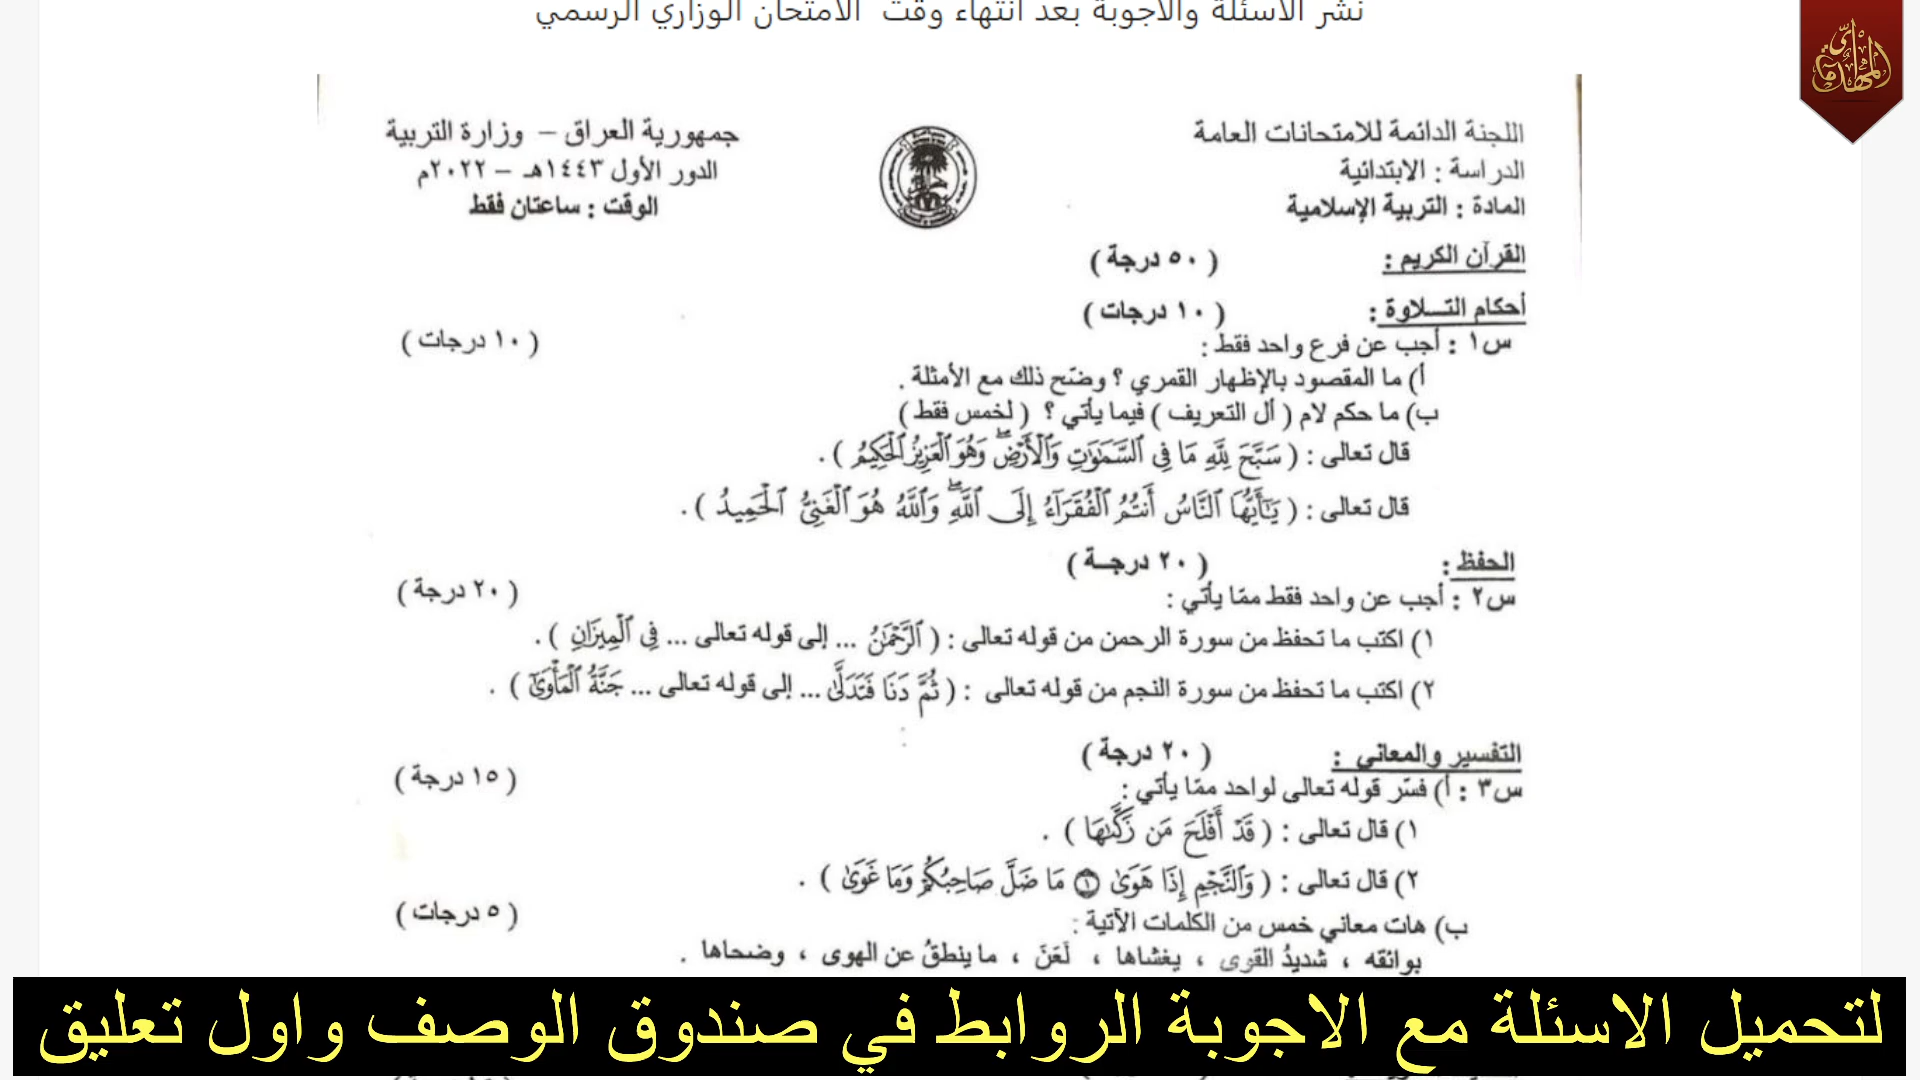 نشر الاسئلة والاجوبة بعد انتهاء وقت الامتحان الوزاري الرسمي
اللجنة الدائمة للامتحانات العامة
الدراسة : الابتدائية
المادة : التربية الإسلامية
جمهورية العراق – وزارة التربية
الدور الأول ١٤٤٣هـ – ٢٠٢٢م
الوقت : ساعتان فقط
القرآن الكريم : ( ٥٠ درجة )
أحكام التــلاوة : ( ١٠ درجات )
س١ : أجب عن فرع واحد فقط : ( ١٠ درجات )
أ) ما المقصود بالإظهار القمري ؟ وضّح ذلك مع الأمثلة .
ب) ما حكم لام ( أل التعريف ) فيما يأتي ؟ ( لخمس فقط )
قال تعالى : ( سَبَّحَ لِلَّهِ مَا فِي ٱلسَّمَٰوَٰتِ وَٱلْأَرْضِۖ وَهُوَ ٱلْعَزِيزُ ٱلْحَكِيمُ ) .
قال تعالى : ( يَٰٓأَيُّهَا ٱلنَّاسُ أَنتُمُ ٱلْفُقَرَآءُ إِلَى ٱللَّهِۖ وَٱللَّهُ هُوَ ٱلْغَنِيُّ ٱلْحَمِيدُ ) .
الحفظ : ( ٢٠ درجــة )
س٢ : أجب عن واحد فقط ممّا يأتي : ( ٢٠ درجة )
١) اكتب ما تحفظ من سورة الرحمن من قوله تعالى : ( ٱلرَّحْمَٰنُ ... إلى قوله تعالى ... فِي ٱلْمِيزَانِ ) .
٢) اكتب ما تحفظ من سورة النجم من قوله تعالى : ( ثُمَّ دَنَا فَتَدَلَّىٰ ... إلى قوله تعالى ... جَنَّةُ ٱلْمَأْوَىٰٓ ) .
التفسير والمعاني : ( ٢٠ درجة )
س٣ : أ) فسّر قوله تعالى لواحد ممّا يأتي : ( ١٥ درجة )
١) قال تعالى : ( قَدْ أَفْلَحَ مَن زَكَّىٰهَا ) .
٢) قال تعالى : ( وَٱلنَّجْمِ إِذَا هَوَىٰ ١ مَا ضَلَّ صَاحِبُكُمْ وَمَا غَوَىٰ ) .
ب) هات معاني خمس من الكلمات الآتية : ( ٥ درجات )
بوائقه ، شديدُ القوى ، يغشاها ، لَعَنَ ، ما ينطقُ عن الهوى ، وضحاها .
لتحميل الاسئلة مع الاجوبة الروابط في صندوق الوصف واول تعليق